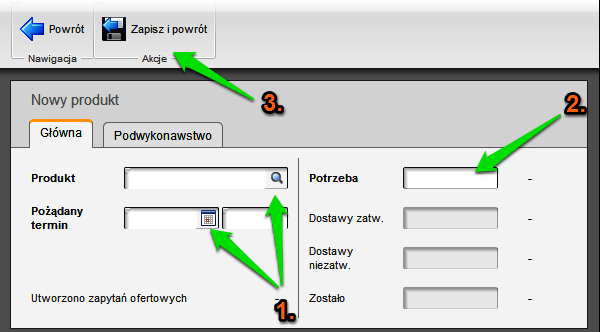 Powrót Zapisz i powrót
Nawigacja Akcje
3.
2.
Nowy produkt
Główna Podwykonawstwo
Produkt Potrzeba -
Pożądany
termin
Dostawy zatw. -
Dostawy
niezatw. -
Utworzono zapytań ofertowych - Zostało -
1.